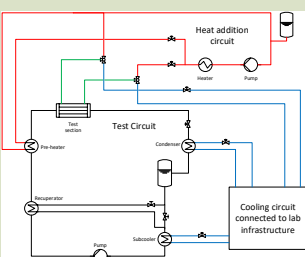 Heat addition
circuit
Heater
Pump
Test
section
Test Circuit
Pre-heater
Condenser
Recuperator
Cooling circuit
connected to lab
infrastructure
Pump
Subcooler